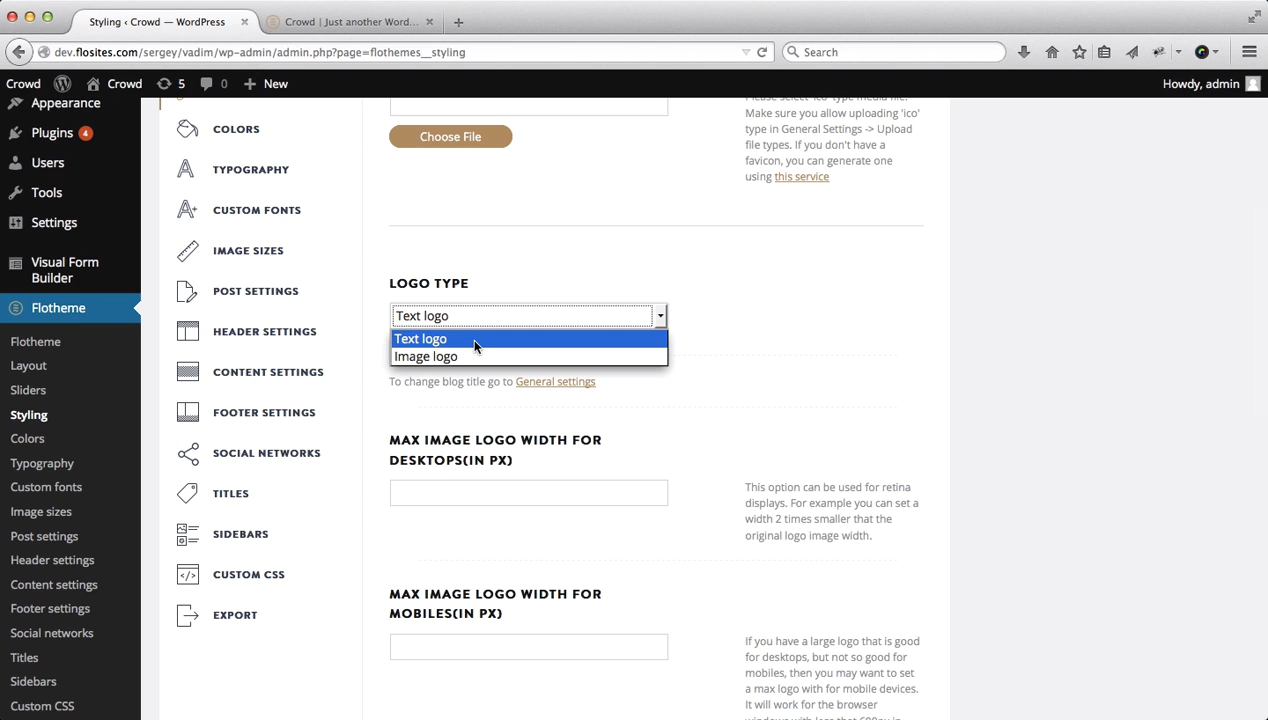 Styling ‹ Crowd — WordPress
Crowd | Just another Word...
dev.flosites.com/sergey/vadim/wp-admin/admin.php?page=flothemes__styling
Search
Crowd
Crowd
5
0
New
Howdy, admin
Appearance
Plugins 4
Users
Tools
Settings
Visual Form
Builder
Flotheme
Flotheme
Layout
Sliders
Styling
Colors
Typography
Custom fonts
Image sizes
Post settings
Header settings
Content settings
Footer settings
Social networks
Titles
Sidebars
Custom CSS
COLORS
TYPOGRAPHY
CUSTOM FONTS
IMAGE SIZES
POST SETTINGS
HEADER SETTINGS
CONTENT SETTINGS
FOOTER SETTINGS
SOCIAL NETWORKS
TITLES
SIDEBARS
CUSTOM CSS
EXPORT
Choose File
Please select 'ico' type media file.
Make sure you allow uploading 'ico'
type in General Settings -> Upload
file types. If you don't have a
favicon, you can generate one
using this service
LOGO TYPE
Text logo
Text logo
Image logo
To change blog title go to General settings
MAX IMAGE LOGO WIDTH FOR
DESKTOPS(IN PX)
This option can be used for retina
displays. For example you can set a
width 2 times smaller that the
original logo image width.
MAX IMAGE LOGO WIDTH FOR
MOBILES(IN PX)
If you have a large logo that is good
for desktops, but not so good for
mobiles, then you may want to set
a max logo with for mobile devices.
It will work for the browser